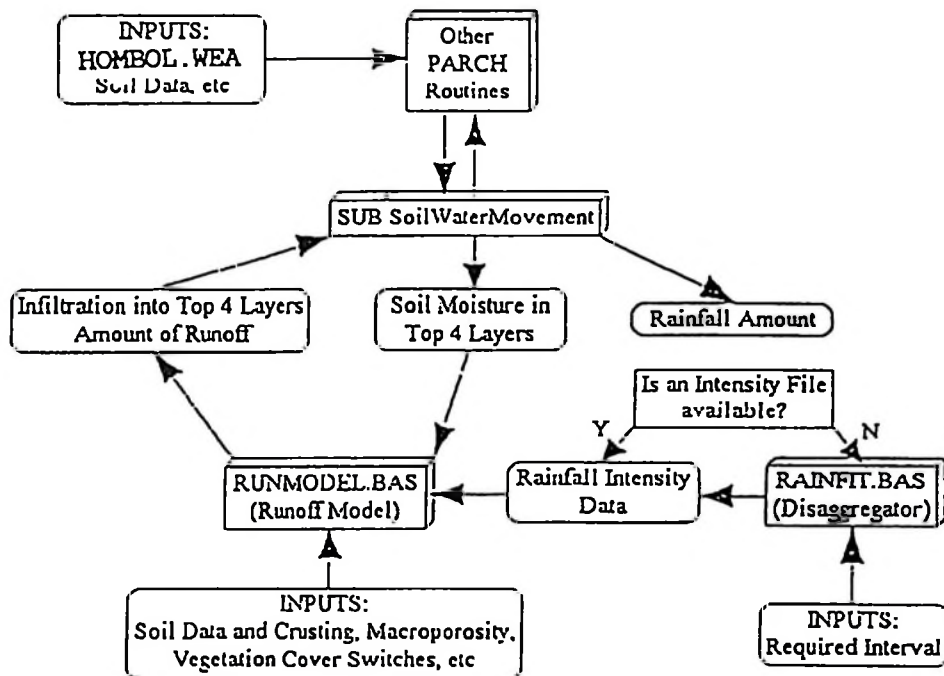 INPUTS:
HOMBOL.WEA
Soil Data, etc
Other
PARCH
Routines
SUB SoilWaterMovement
Infiltration into Top 4 Layers
Amount of Runoff
Soil Moisture in
Top 4 Layers
Rainfall Amount
Is an Intensity File
available?
Y
N
RUNMODEL.BAS
(Runoff Model)
Rainfall Intensity
Data
RAINFIT.BAS
(Disaggregator)
INPUTS:
Soil Data and Crusting, Macroporosity,
Vegetation Cover Switches, etc
INPUTS:
Required Interval